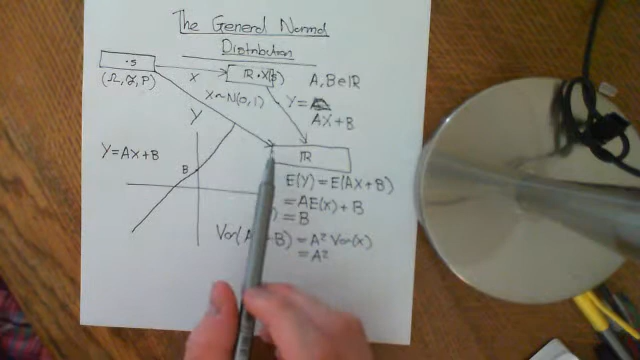 The General Normal
Distribution
·s
(Ω, F, P)
X
ℝ ·X(s)
A, B ∈ ℝ
X ~ N(0,1)
Y =
AX + B
Y
Y = AX + B
B
ℝ
E(Y) = E(AX + B)
= AE(X) + B
) = B
Var(A B) = A² Var(X)
= A²